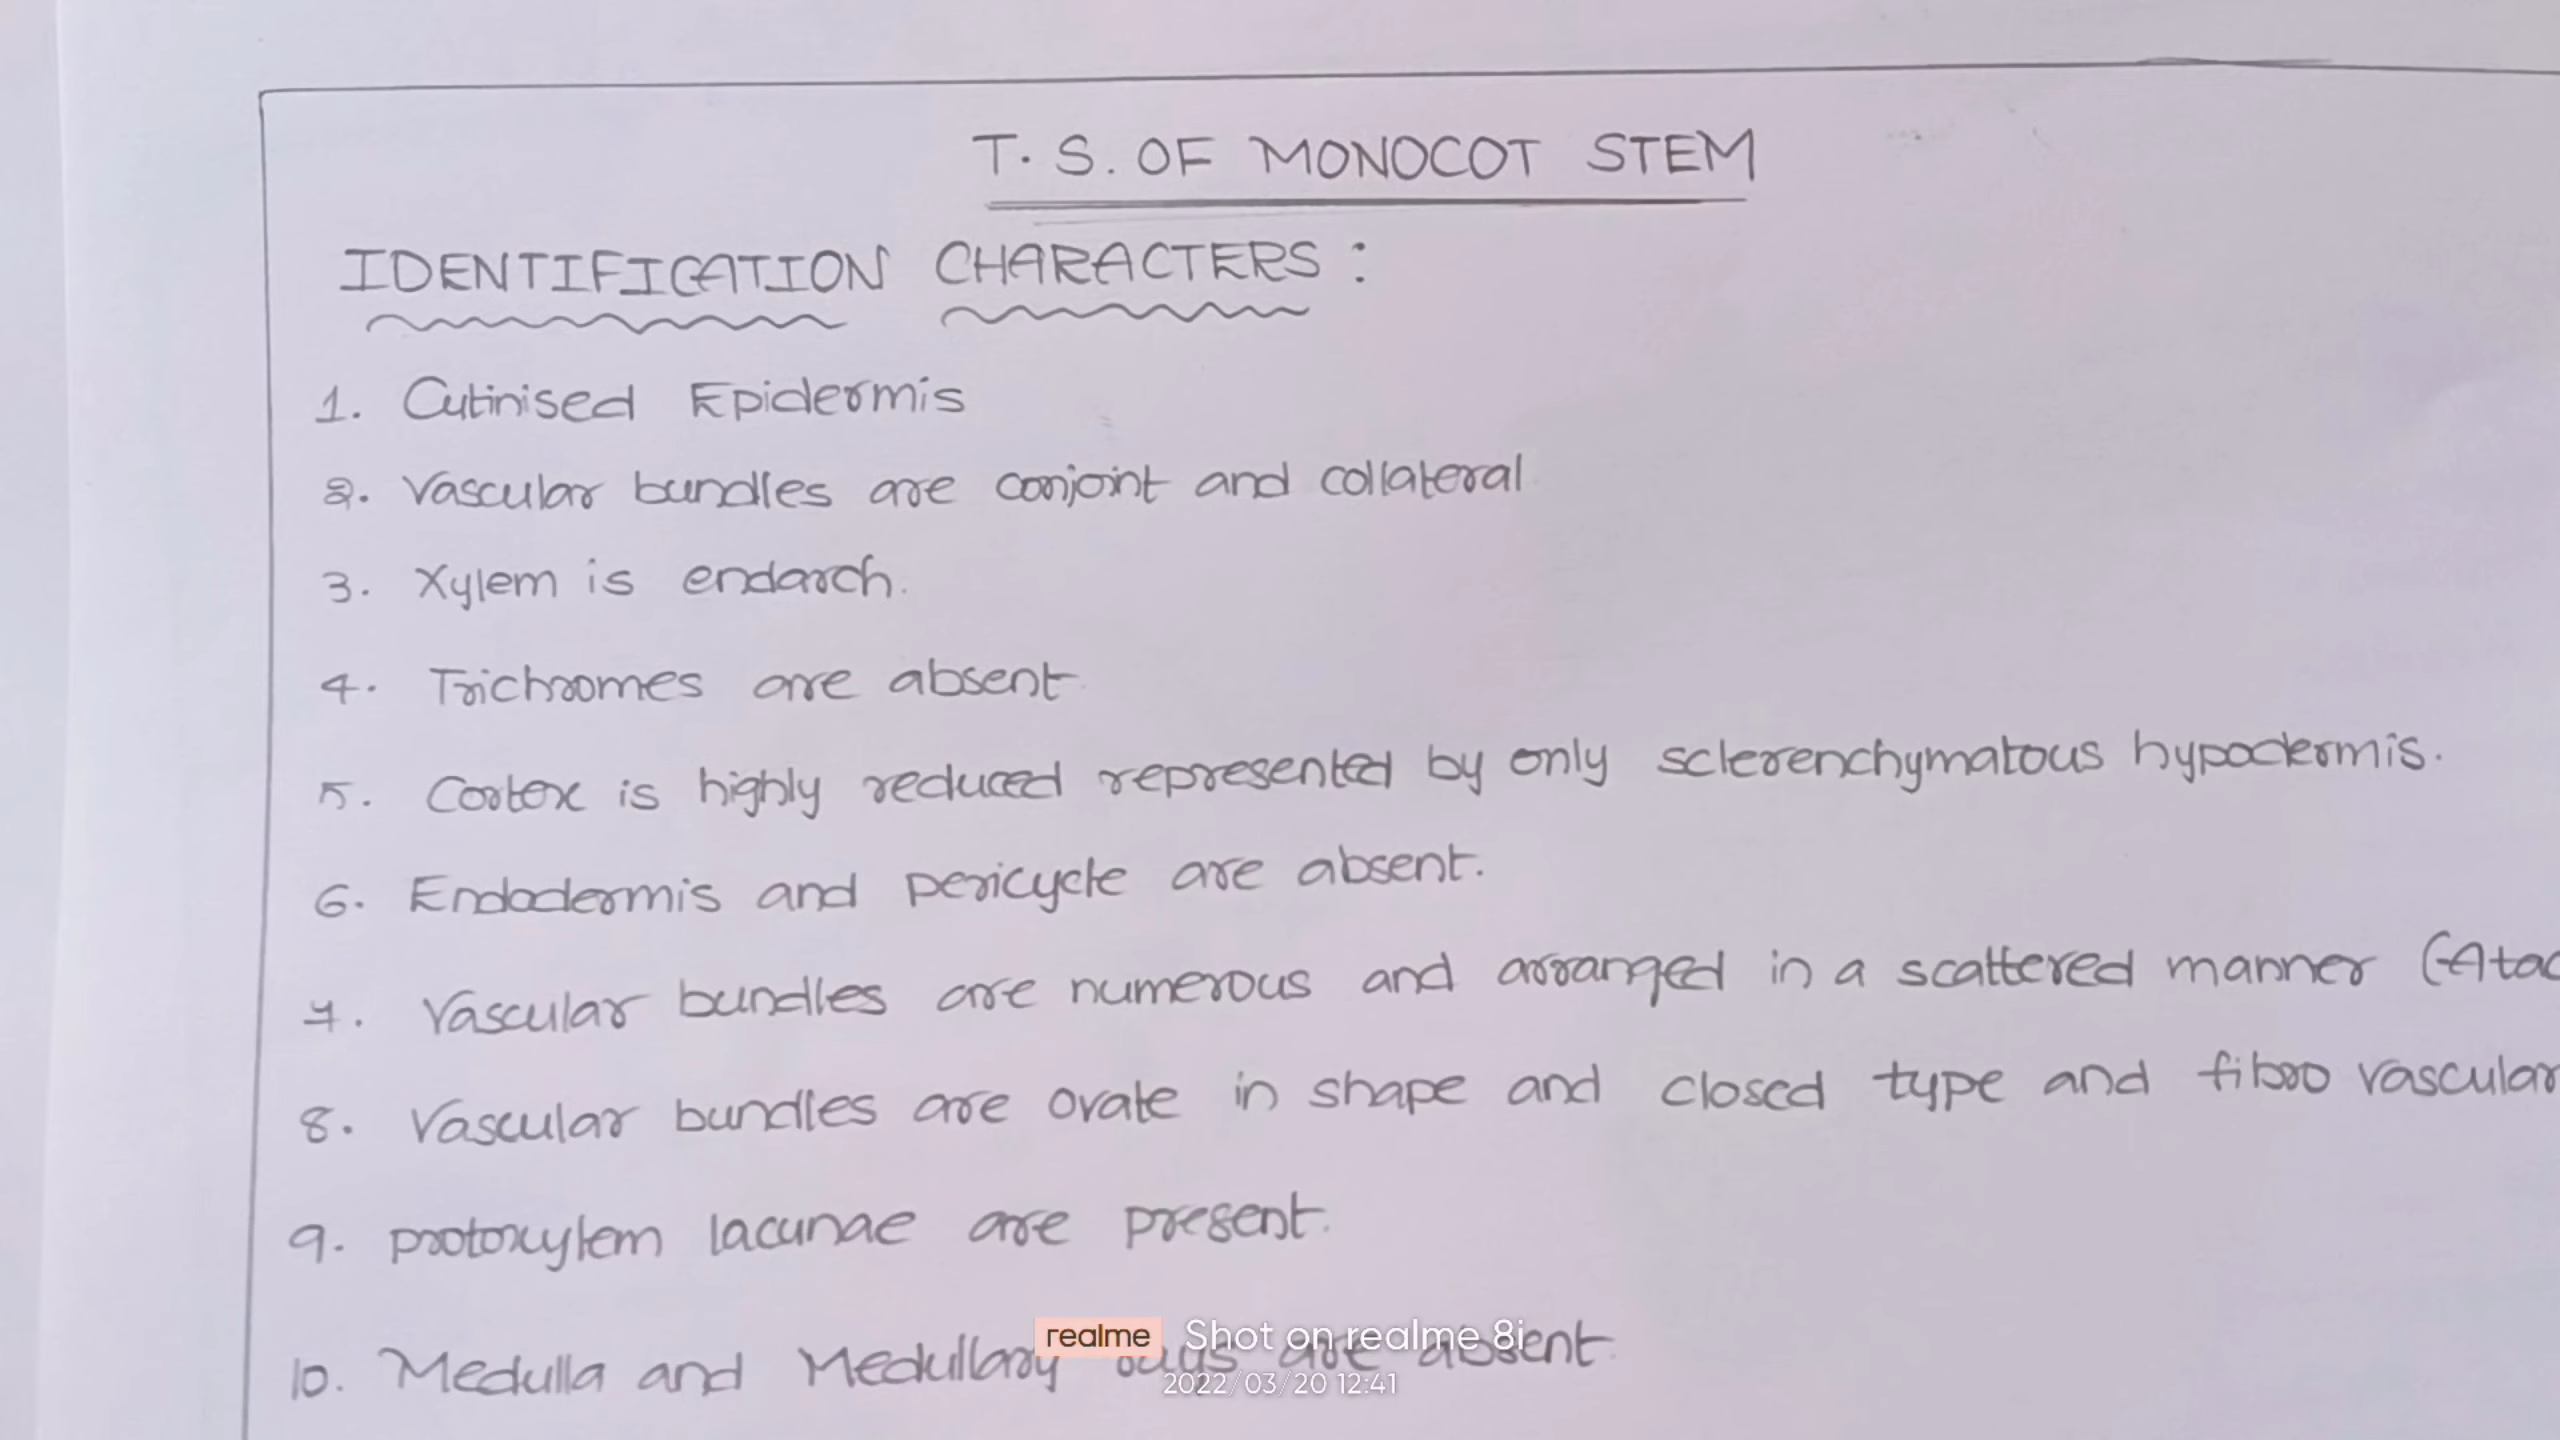 T. S. OF MONOCOT STEM
IDENTIFICATION CHARACTERS :
1. Cutinised Epidermis
2. Vascular bundles are conjoint and collateral
3. Xylem is endarch.
4. Trichromes are absent
5. Cortex is highly reduced represented by only sclerenchymatous hypodermis.
6. Endodermis and pericycle are absent.
7. Vascular bundles are numerous and arranged in a scattered manner
8. Vascular bundles are ovate in shape and closed type and fibro vascular
9. protoxylem lacunae are present.
10. Medulla and Medullary rays are absent
realme Shot on realme 8i
2022/03/20 12:41